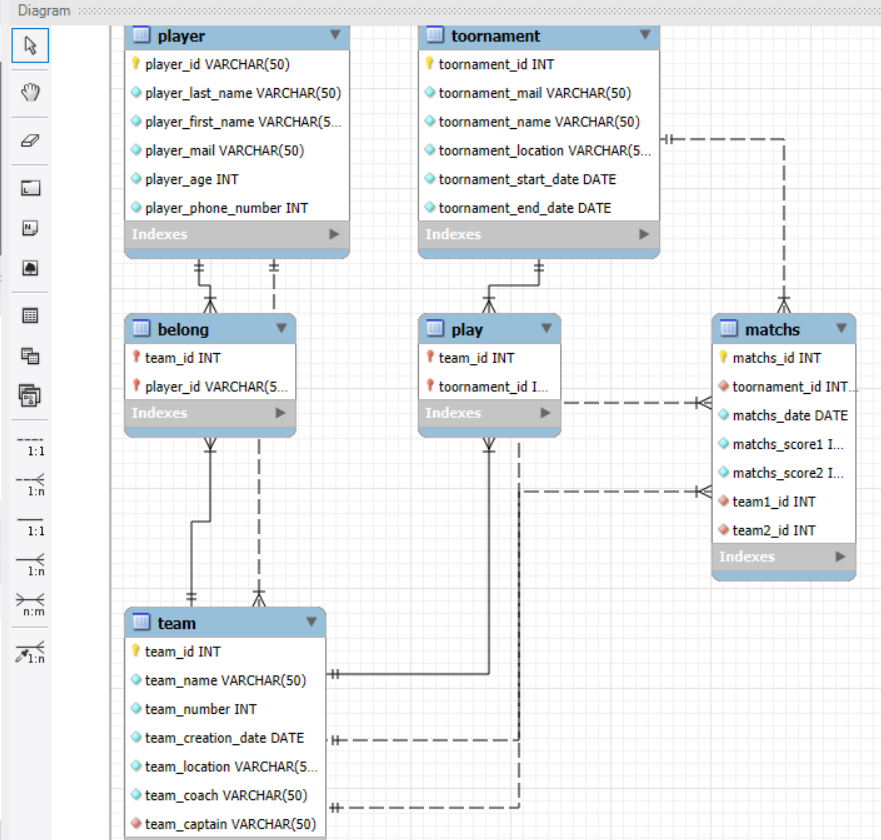 Diagram
player
player_id VARCHAR(50)
player_last_name VARCHAR(50)
player_first_name VARCHAR(5...
player_mail VARCHAR(50)
player_age INT
player_phone_number INT
Indexes
toornament
toornament_id INT
toornament_mail VARCHAR(50)
toornament_name VARCHAR(50)
toornament_location VARCHAR(5...
toornament_start_date DATE
toornament_end_date DATE
Indexes
belong
team_id INT
player_id VARCHAR(5...
Indexes
play
team_id INT
toornament_id I...
Indexes
matchs
matchs_id INT
toornament_id INT...
matchs_date DATE
matchs_score1 I...
matchs_score2 I...
team1_id INT
team2_id INT
Indexes
team
team_id INT
team_name VARCHAR(50)
team_number INT
team_creation_date DATE
team_location VARCHAR(5...
team_coach VARCHAR(50)
team_captain VARCHAR(50)
1:1
1:n
1:1
1:n
n:m
1:n